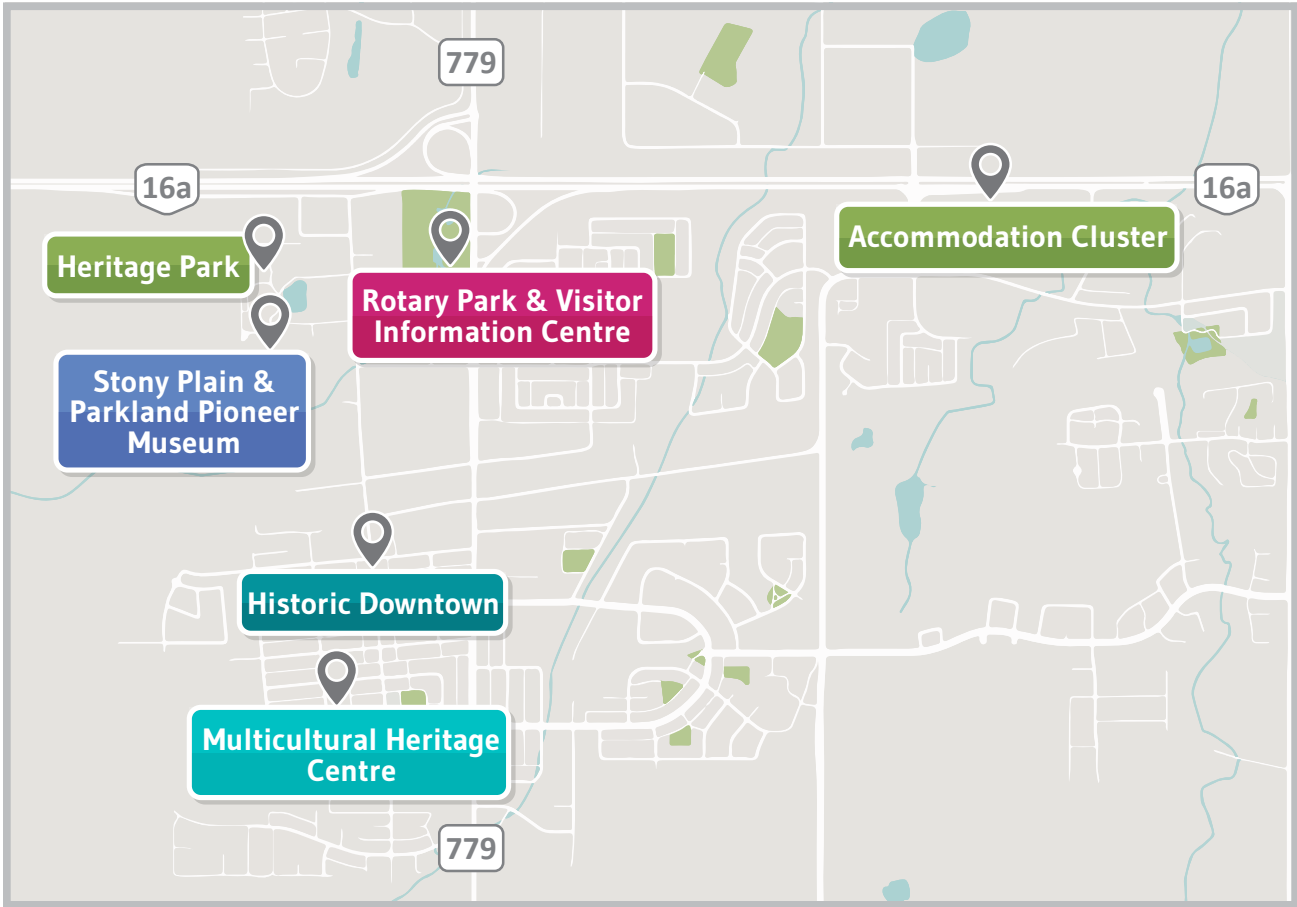 779
16a
16a
Accommodation Cluster
Heritage Park
Rotary Park & Visitor
Information Centre
Stony Plain &
Parkland Pioneer
Museum
Historic Downtown
Multicultural Heritage
Centre
779